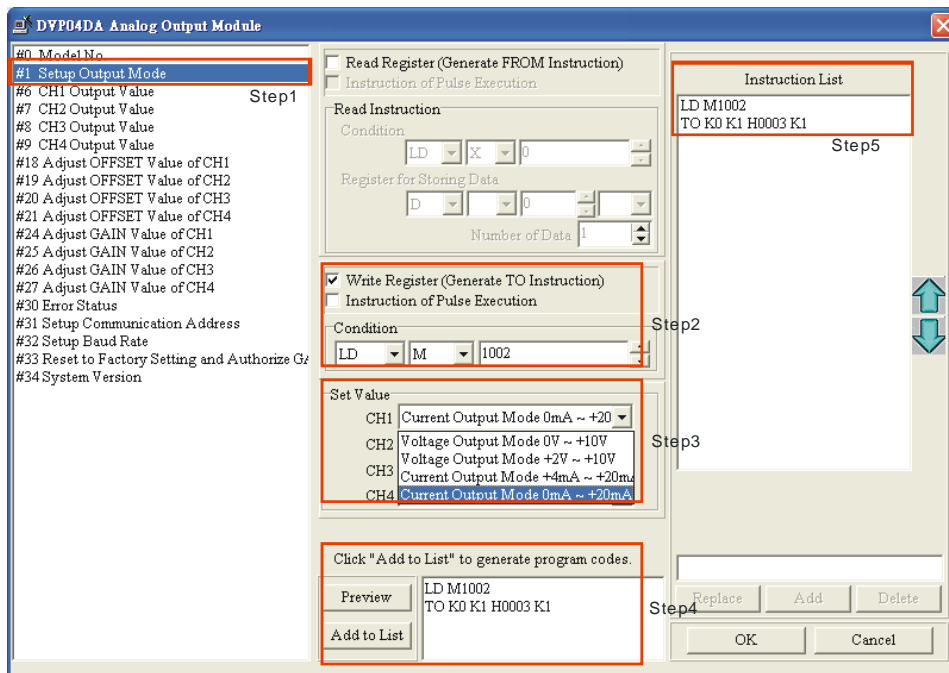 DVP04DA Analog Output Module
#0 Model No.
#1 Setup Output Mode
#6 CH1 Output Value
#7 CH2 Output Value
#8 CH3 Output Value
#9 CH4 Output Value
#18 Adjust OFFSET Value of CH1
#19 Adjust OFFSET Value of CH2
#20 Adjust OFFSET Value of CH3
#21 Adjust OFFSET Value of CH4
#24 Adjust GAIN Value of CH1
#25 Adjust GAIN Value of CH2
#26 Adjust GAIN Value of CH3
#27 Adjust GAIN Value of CH4
#30 Error Status
#31 Setup Communication Address
#32 Setup Baud Rate
#33 Reset to Factory Setting and Authorize GA
#34 System Version
Step1
Read Register (Generate FROM Instruction)
Instruction of Pulse Execution
Read Instruction
Condition
LD X 0
Register for Storing Data
D 0
Number of Data 1
Write Register (Generate TO Instruction)
Instruction of Pulse Execution
Condition
LD M 1002
Step2
Set Value
CH1 Current Output Mode 0mA ~ +20
CH2 Voltage Output Mode 0V ~ +10V
Voltage Output Mode +2V ~ +10V
CH3 Current Output Mode +4mA ~ +20mA
CH4 Current Output Mode 0mA ~ +20mA
Step3
Click "Add to List" to generate program codes.
Preview
Add to List
LD M1002
TO K0 K1 H0003 K1
Step4
Instruction List
LD M1002
TO K0 K1 H0003 K1
Step5
Replace Add Delete
OK Cancel